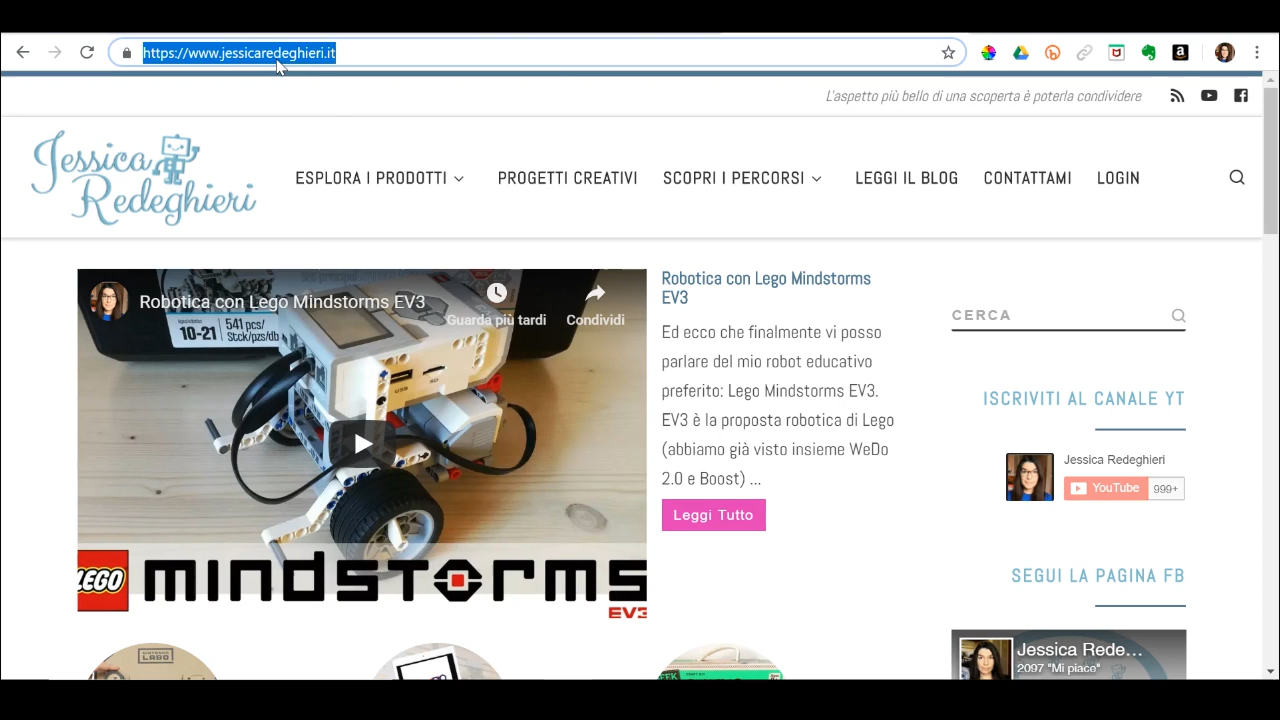 https://www.jessicaredeghieri.it
L'aspetto più bello di una scoperta è poterla condividere
Jessica
Redeghieri
ESPLORA I PRODOTTI
PROGETTI CREATIVI
SCOPRI I PERCORSI
LEGGI IL BLOG
CONTATTAMI
LOGIN
Robotica con Lego Mindstorms EV3
Guarda più tardi
Condividi
10-21
541 pcs/
Stck/pzs/db
USB
SD
LEGO
mindstorms
EV3
Robotica con Lego Mindstorms
EV3
Ed ecco che finalmente vi posso
parlare del mio robot educativo
preferito: Lego Mindstorms EV3.
EV3 è la proposta robotica di Lego
(abbiamo già visto insieme WeDo
2.0 e Boost) ...
Leggi Tutto
CERCA
ISCRIVITI AL CANALE YT
Jessica Redeghieri
YouTube
999+
SEGUI LA PAGINA FB
Jessica Rede...
2097 "Mi piace"
NINTENDO
LABO